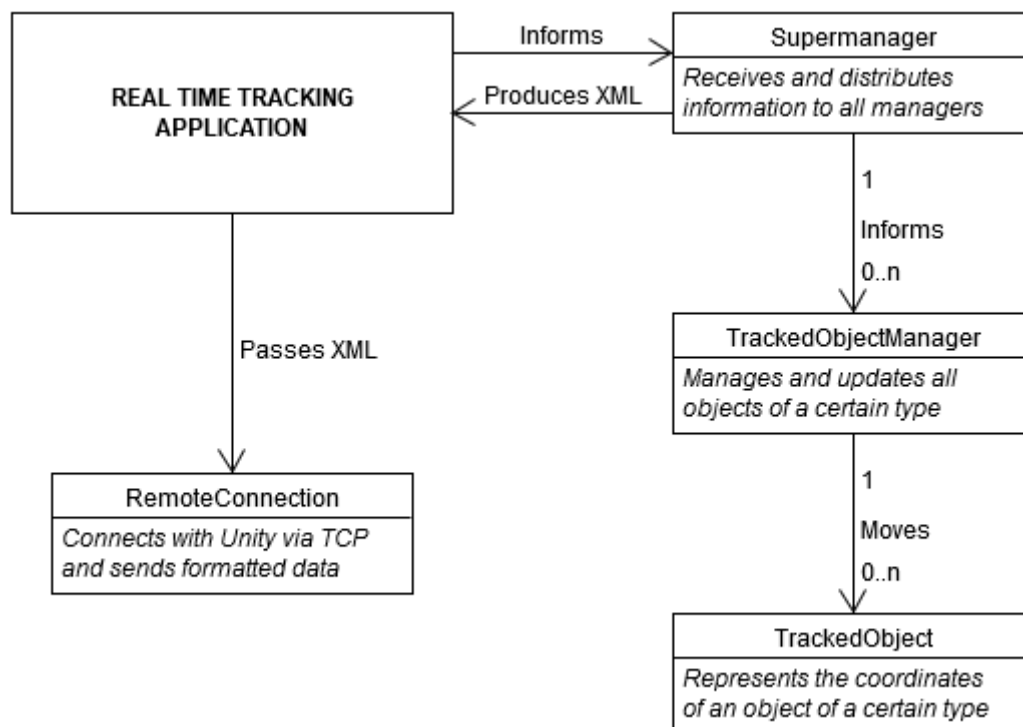 REAL TIME TRACKING
APPLICATION
Informs
Produces XML
Supermanager
Receives and distributes
information to all managers
1
Informs
0..n
TrackedObjectManager
Manages and updates all
objects of a certain type
1
Moves
0..n
TrackedObject
Represents the coordinates
of an object of a certain type
Passes XML
RemoteConnection
Connects with Unity via TCP
and sends formatted data